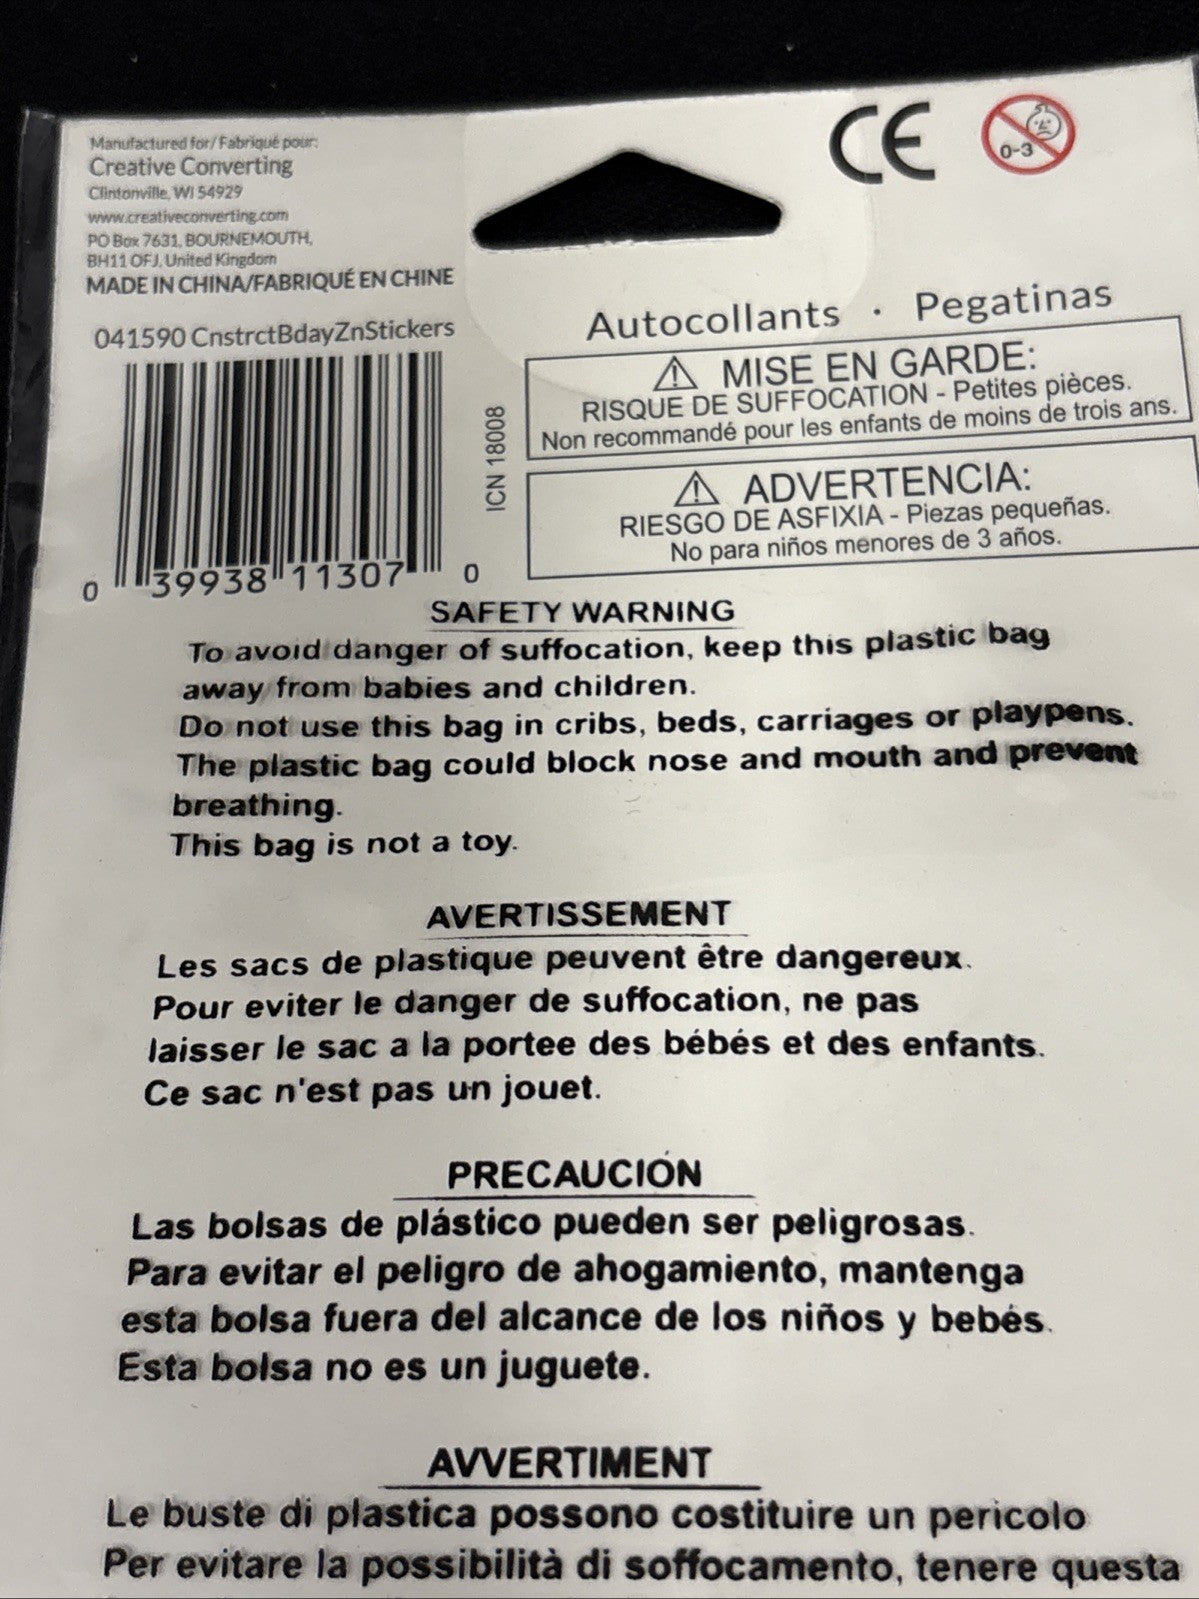 Manufactured for/Fabriqué pour:
Creative Converting
Clintonville, WI 54929
www.creativeconverting.com
PO Box 7631, BOURNEMOUTH,
BH11 OFJ, United Kingdom
MADE IN CHINA/FABRIQUÉ EN CHINE
041590 CnstrctBdayZnStickers
0 39938 11307 0
ICN 18008
CE
0-3
Autocollants · Pegatinas
⚠ MISE EN GARDE:
RISQUE DE SUFFOCATION - Petites pièces.
Non recommandé pour les enfants de moins de trois ans.
⚠ ADVERTENCIA:
RIESGO DE ASFIXIA - Piezas pequeñas.
No para niños menores de 3 años.
SAFETY WARNING
To avoid danger of suffocation, keep this plastic bag
away from babies and children.
Do not use this bag in cribs, beds, carriages or playpens.
The plastic bag could block nose and mouth and prevent
breathing.
This bag is not a toy.
AVERTISSEMENT
Les sacs de plastique peuvent être dangereux.
Pour eviter le danger de suffocation, ne pas
laisser le sac a la portee des bébés et des enfants.
Ce sac n'est pas un jouet.
PRECAUCIÓN
Las bolsas de plástico pueden ser peligrosas.
Para evitar el peligro de ahogamiento, mantenga
esta bolsa fuera del alcance de los niños y bebés.
Esta bolsa no es un juguete.
AVVERTIMENT
Le buste di plastica possono costituire un pericolo
Per evitare la possibilità di soffocamento, tenere questa